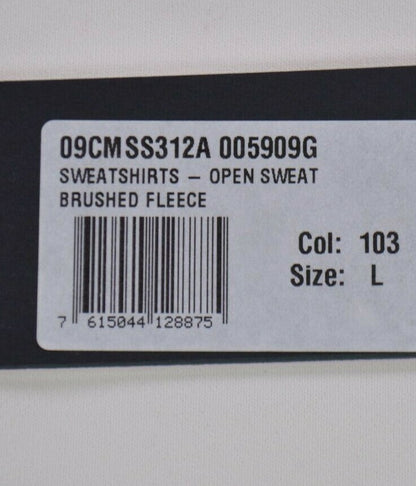 09CMSS312A 005909G
SWEATSHIRTS – OPEN SWEAT
BRUSHED FLEECE
Col: 103
Size: L
7 615044 128875